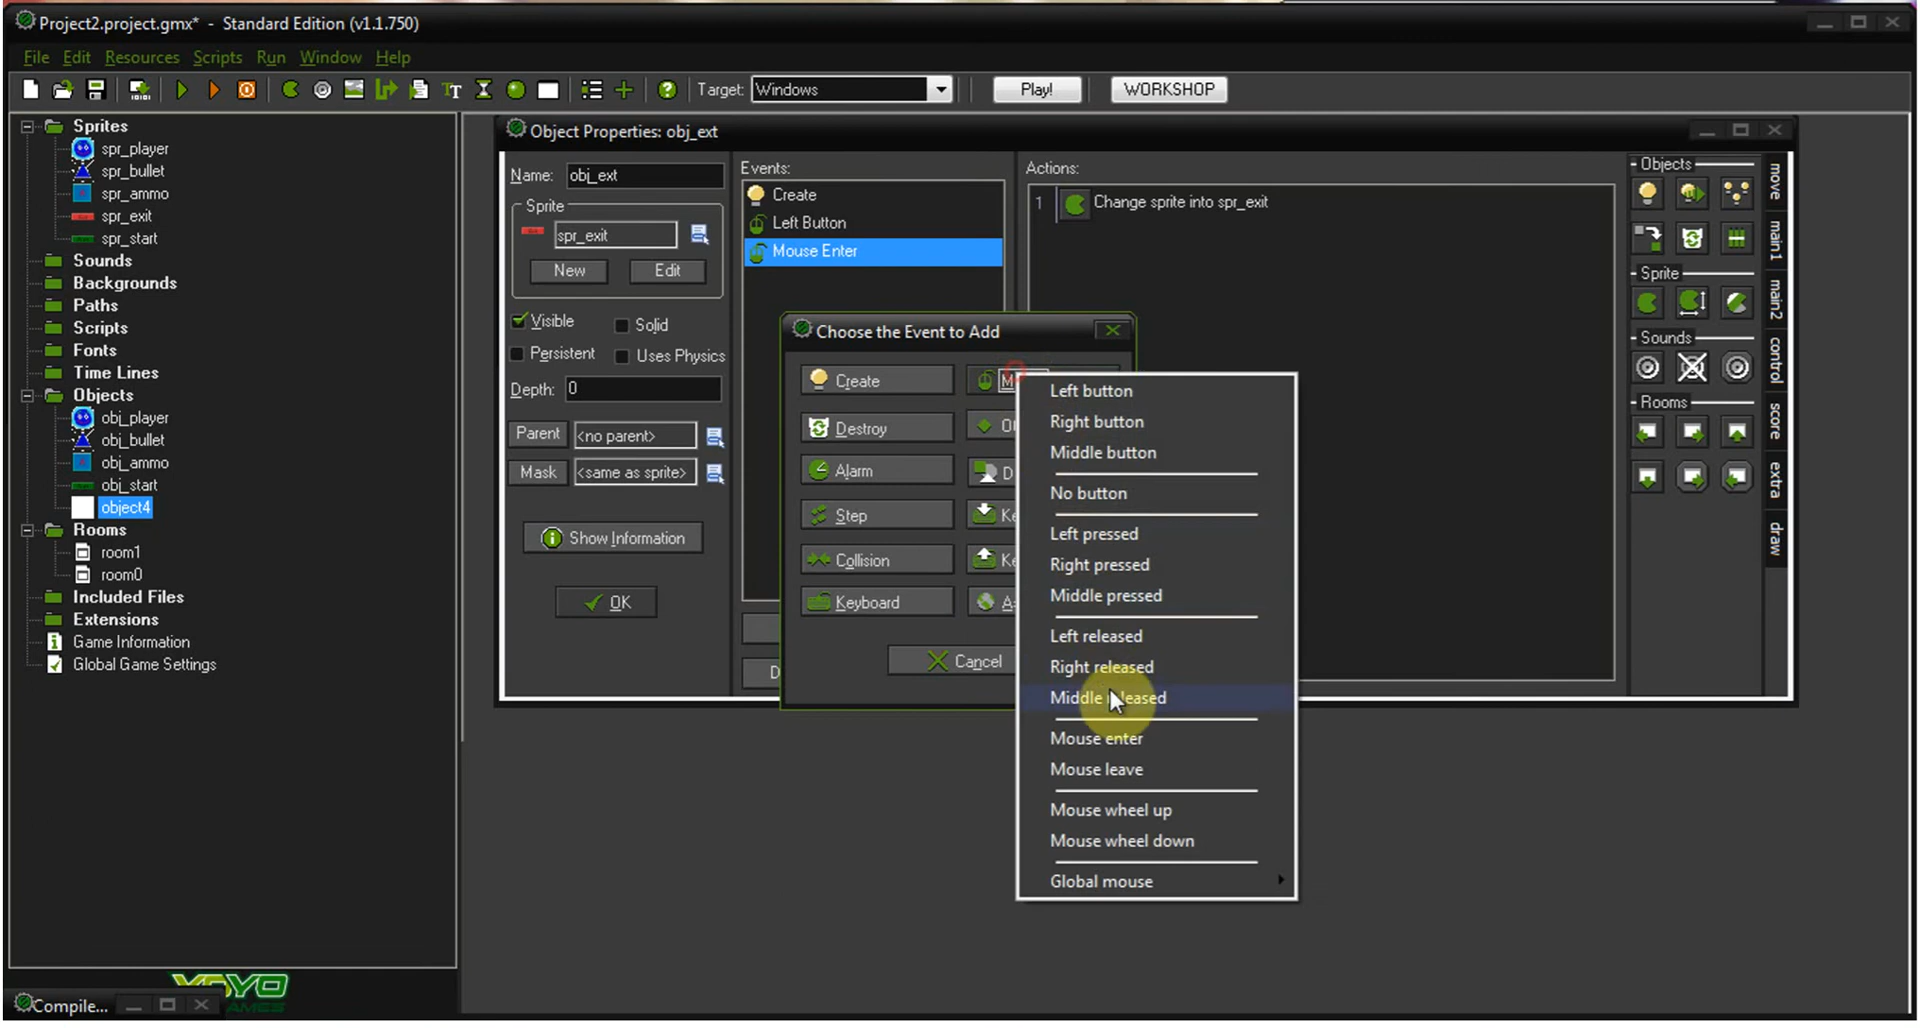 Project2.project.gmx* - Standard Edition (v1.1.750)
File Edit Resources Scripts Run Window Help
Target: Windows Play! WORKSHOP
Sprites
spr_player
spr_bullet
spr_ammo
spr_exit
spr_start
Sounds
Backgrounds
Paths
Scripts
Fonts
Time Lines
Objects
obj_player
obj_bullet
obj_ammo
obj_start
object4
Rooms
room1
room0
Included Files
Extensions
Game Information
Global Game Settings
YOYO
GAMES
Compile...
Object Properties: obj_ext
Name: obj_ext
Sprite
spr_exit
New Edit
Visible Solid
Persistent Uses Physics
Depth: 0
Parent <no parent>
Mask <same as sprite>
Show Information
OK
Events:
Create
Left Button
Mouse Enter
D
Actions:
1 Change sprite into spr_exit
Choose the Event to Add
Create M
Destroy
Alarm D
Step Ke
Collision Ke
Keyboard
Cancel
Left button
Right button
Middle button
No button
Left pressed
Right pressed
Middle pressed
Left released
Right released
Middle released
Mouse enter
Mouse leave
Mouse wheel up
Mouse wheel down
Global mouse
Objects
Sprite
Sounds
Rooms
move
main1
main2
control
score
extra
draw